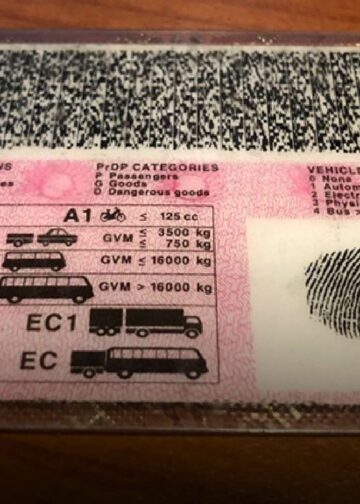 NS
PrDP CATEGORIES
P Passengers
G Goods
D Dangerous goods
VEHICLE
0 None
1 Autom
2 Electr
3 Physi
4 Bus
A1 ≤ 125 cc
GVM ≤ 3500 kg
≤ 750 kg
GVM ≤ 16000 kg
GVM > 16000 kg
EC1
EC